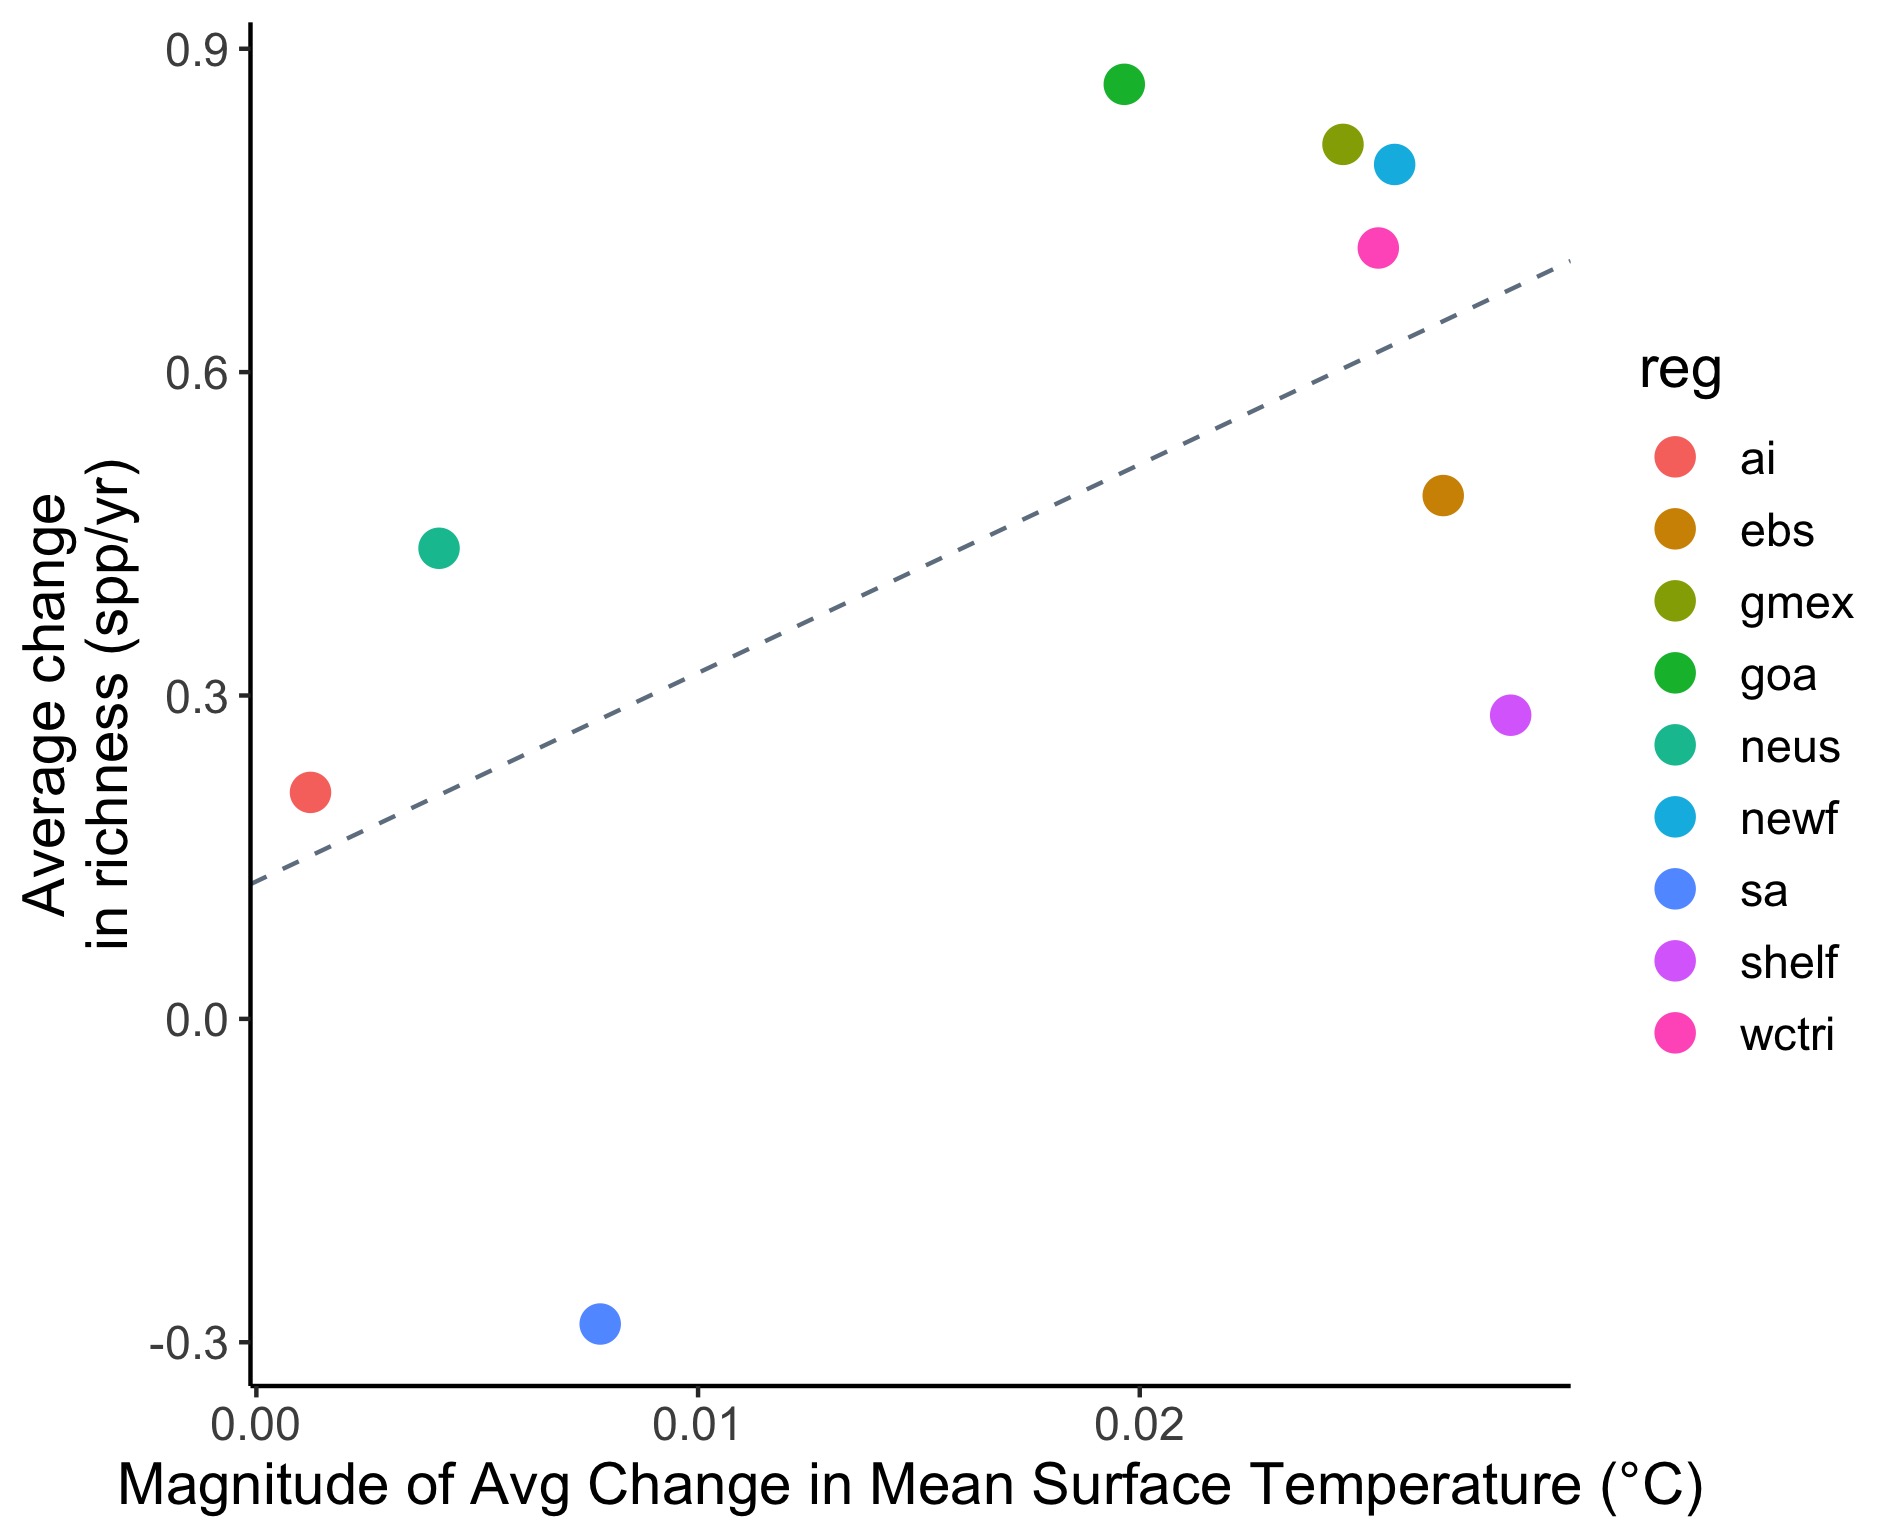 Average change
in richness (spp/yr)
0.9
0.6
0.3
0.0
-0.3
0.00
0.01
0.02
Magnitude of Avg Change in Mean Surface Temperature (°C)
reg
ai
ebs
gmex
goa
neus
newf
sa
shelf
wctri